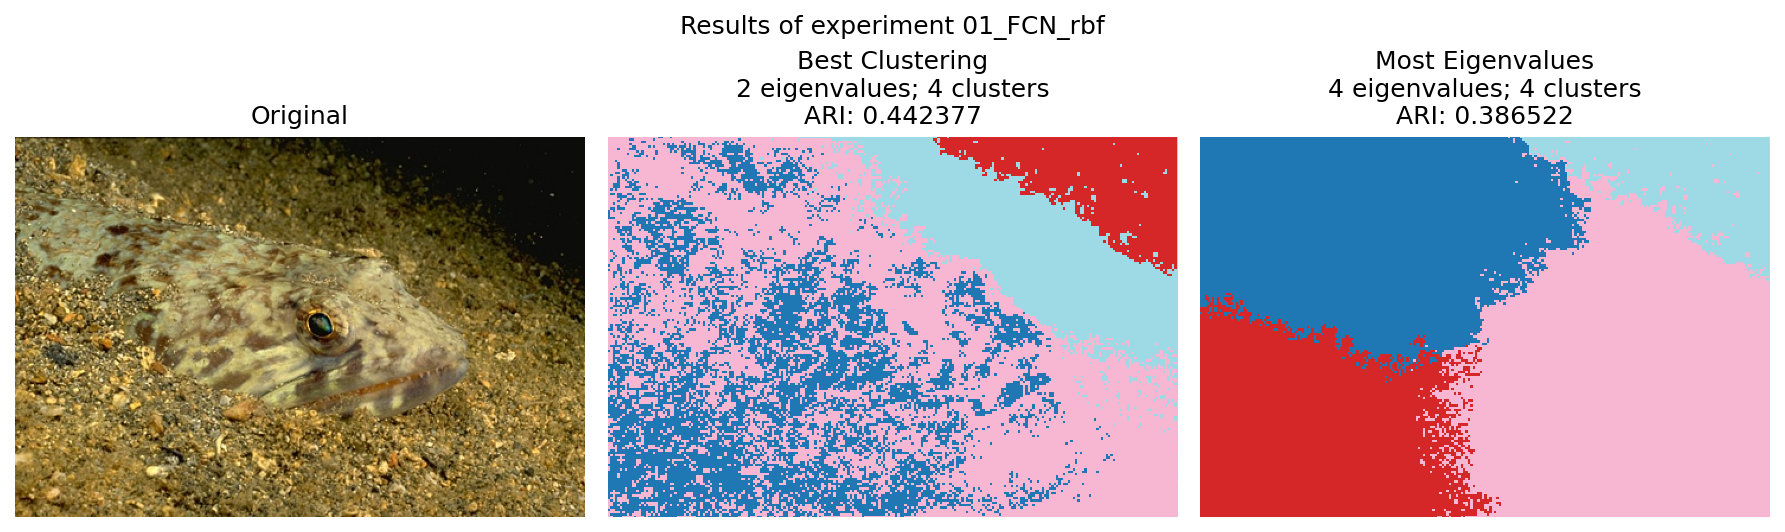 Results of experiment 01_FCN_rbf
Original
Best Clustering
2 eigenvalues; 4 clusters
ARI: 0.442377
Most Eigenvalues
4 eigenvalues; 4 clusters
ARI: 0.386522